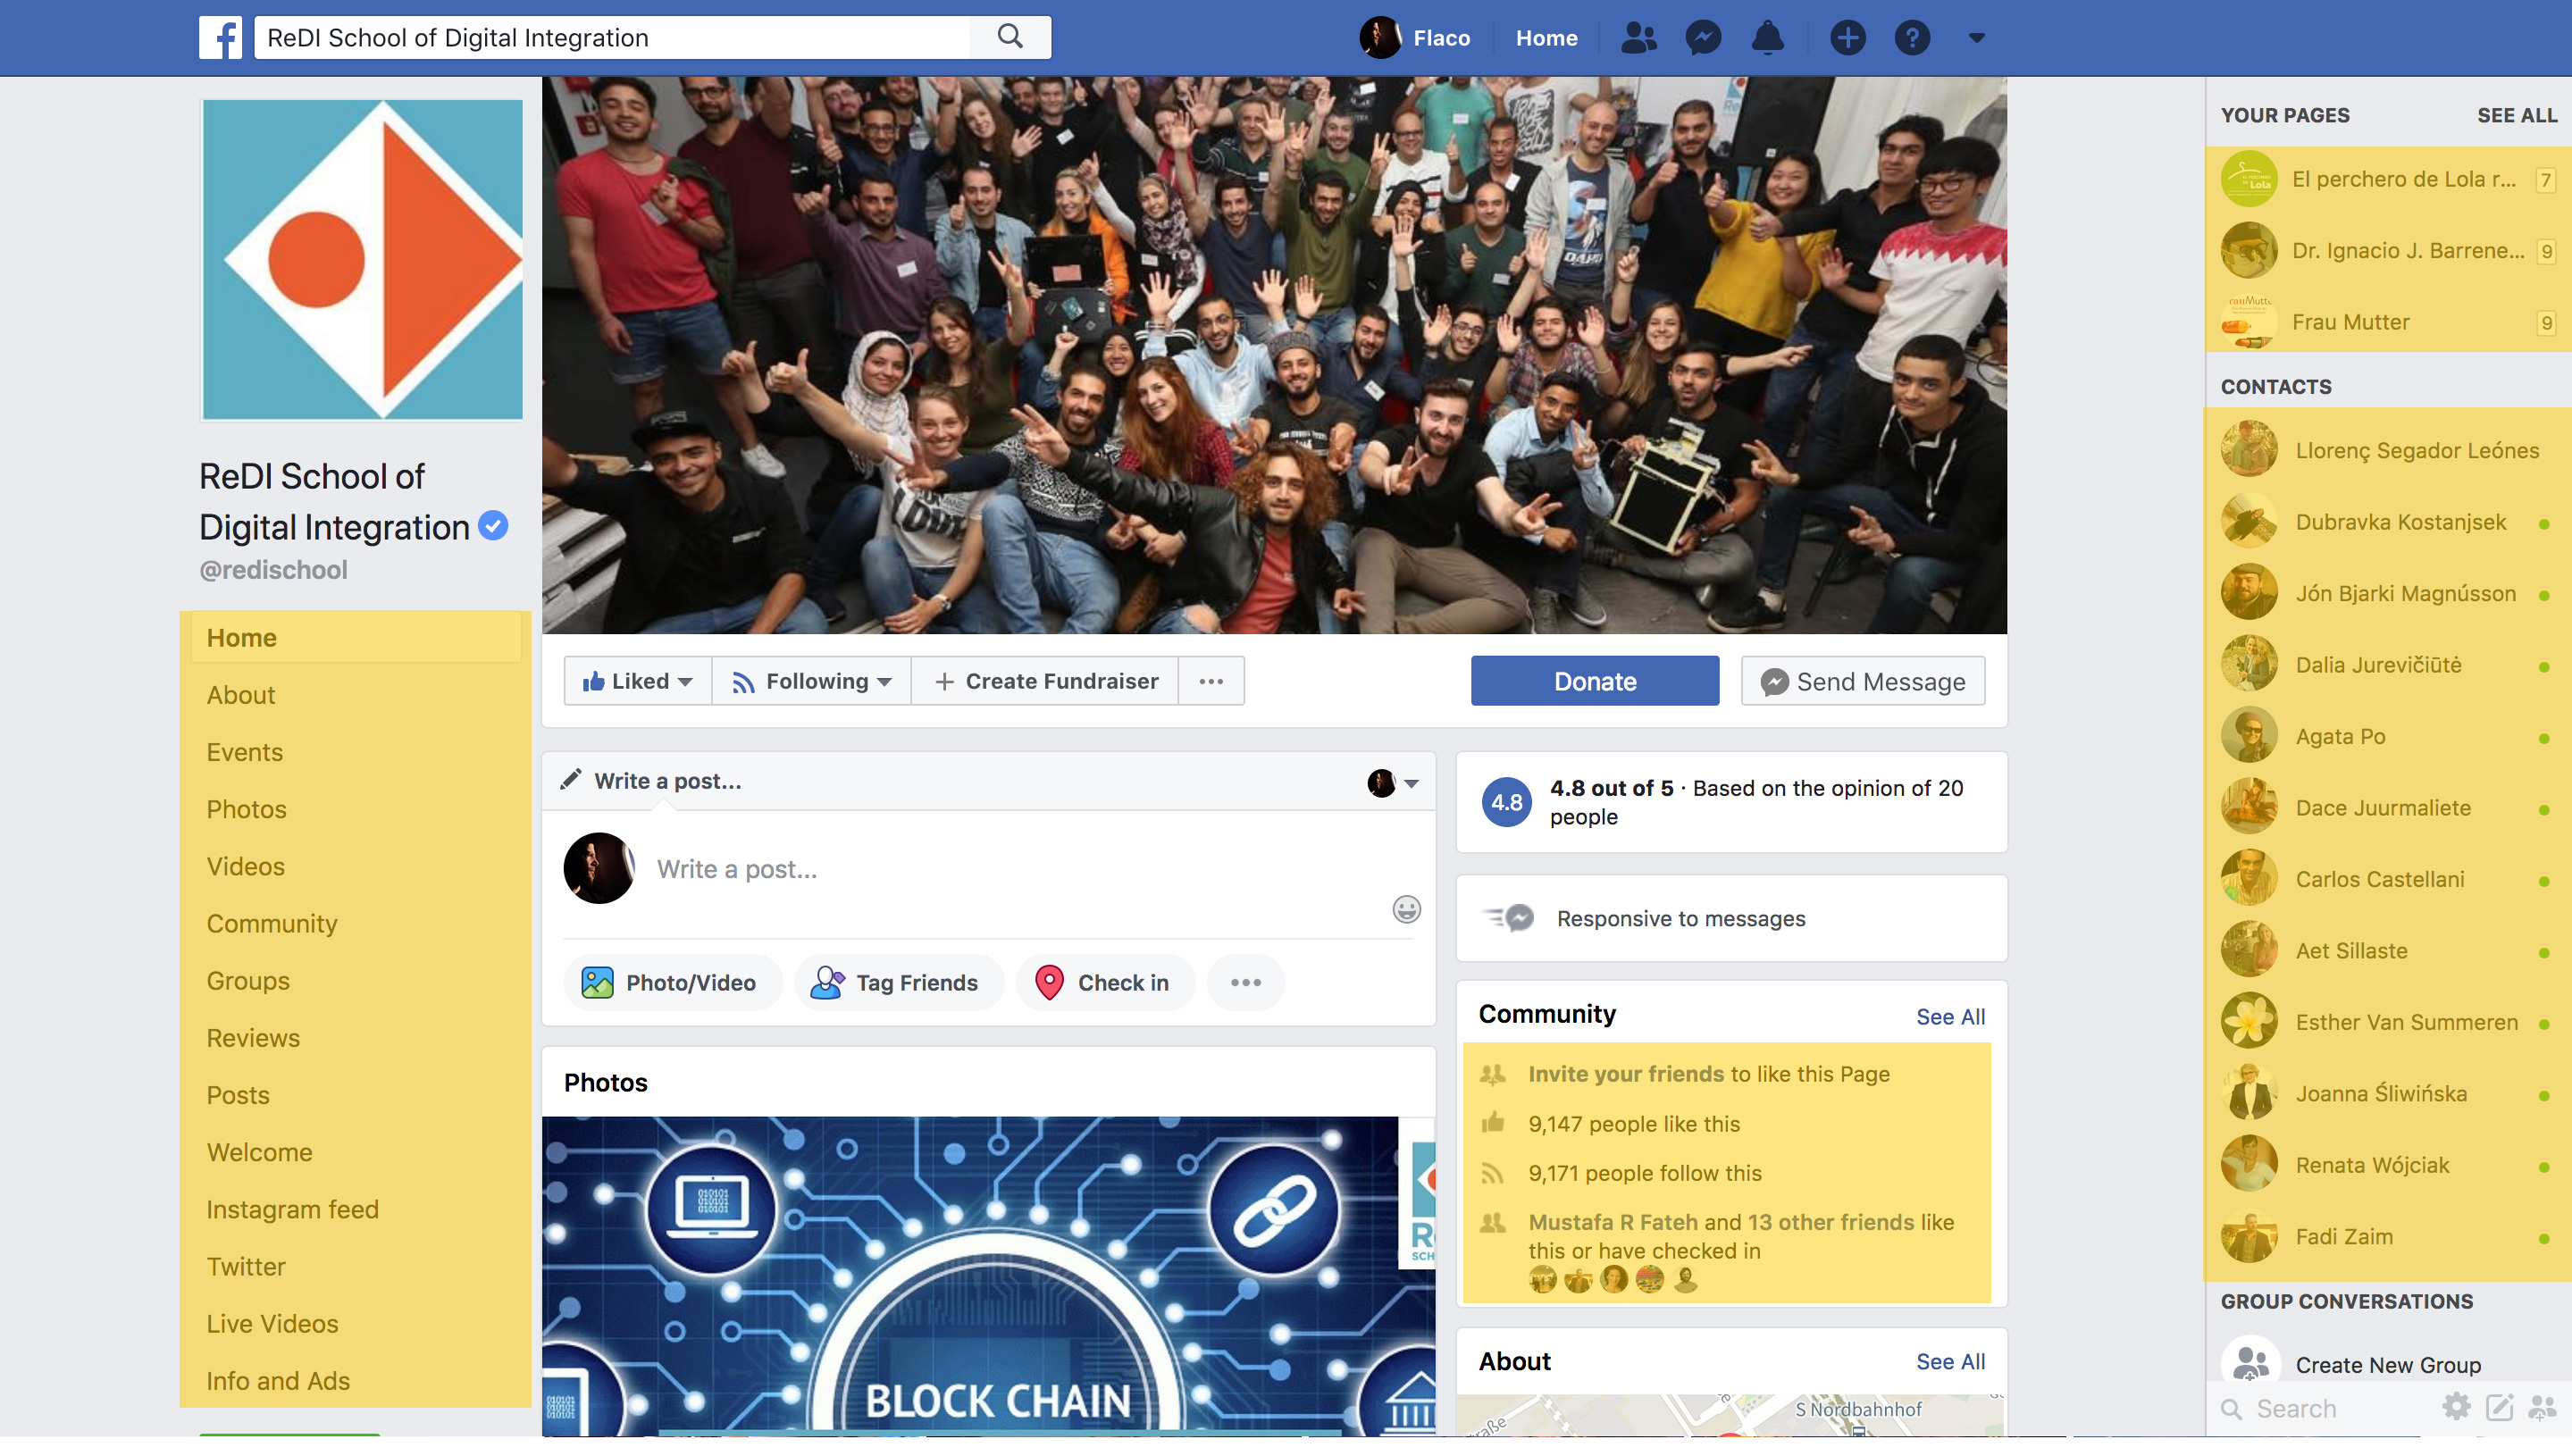 ReDI School of Digital Integration
Flaco
Home
ReDI School of
Digital Integration
@redischool
Home
About
Events
Photos
Videos
Community
Groups
Reviews
Posts
Welcome
Instagram feed
Twitter
Live Videos
Info and Ads
Liked
Following
Create Fundraiser
Donate
Send Message
Write a post...
Write a post...
Photo/Video
Tag Friends
Check in
Photos
BLOCK CHAIN
4.8
4.8 out of 5 · Based on the opinion of 20
people
Responsive to messages
Community
See All
Invite your friends to like this Page
9,147 people like this
9,171 people follow this
Mustafa R Fateh and 13 other friends like
this or have checked in
About
See All
S Nordbahnhof
YOUR PAGES
SEE ALL
El perchero de Lola r...
7
Dr. Ignacio J. Barrene...
9
Frau Mutter
9
CONTACTS
Llorenç Segador Leónes
Dubravka Kostanjsek
Jón Bjarki Magnússon
Dalia Jurevičiūtė
Agata Po
Dace Juurmaliete
Carlos Castellani
Aet Sillaste
Esther Van Summeren
Joanna Śliwińska
Renata Wójciak
Fadi Zaim
GROUP CONVERSATIONS
Create New Group
Search